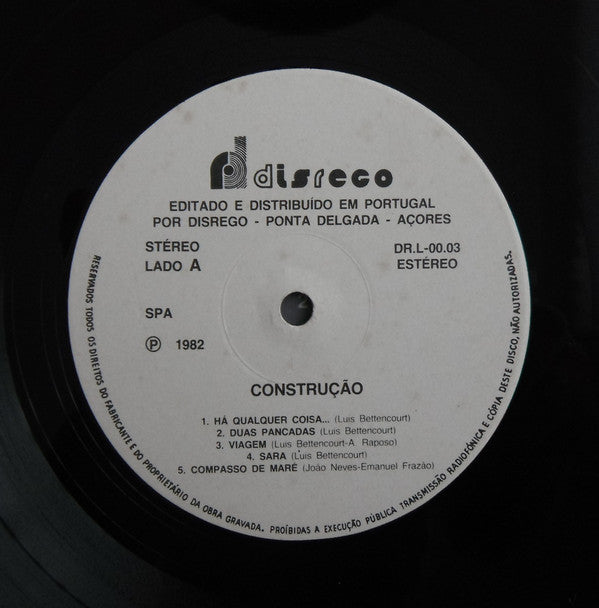 disrego
EDITADO E DISTRIBUÍDO EM PORTUGAL
POR DISREGO - PONTA DELGADA - AÇORES
STÉREO
LADO A
DR.L-00.03
ESTÉREO
SPA
Ⓟ 1982
CONSTRUÇÃO
1. HÁ QUALQUER COISA... (Luis Bettencourt)
2. DUAS PANCADAS (Luis Bettencourt)
3. VIAGEM (Luis Bettencourt-A. Raposo)
4. SARA (Luis Bettencourt)
5. COMPASSO DE MARÉ (João Neves-Emanuel Frazão)
RESERVADOS TODOS OS DIREITOS DO FABRICANTE E DO PROPRIETÁRIO DA OBRA GRAVADA. PROÍBIDAS A EXECUÇÃO PÚBLICA TRANSMISSÃO RADIOFÓNICA E CÓPIA DESTE DISCO, NÃO AUTORIZADAS.